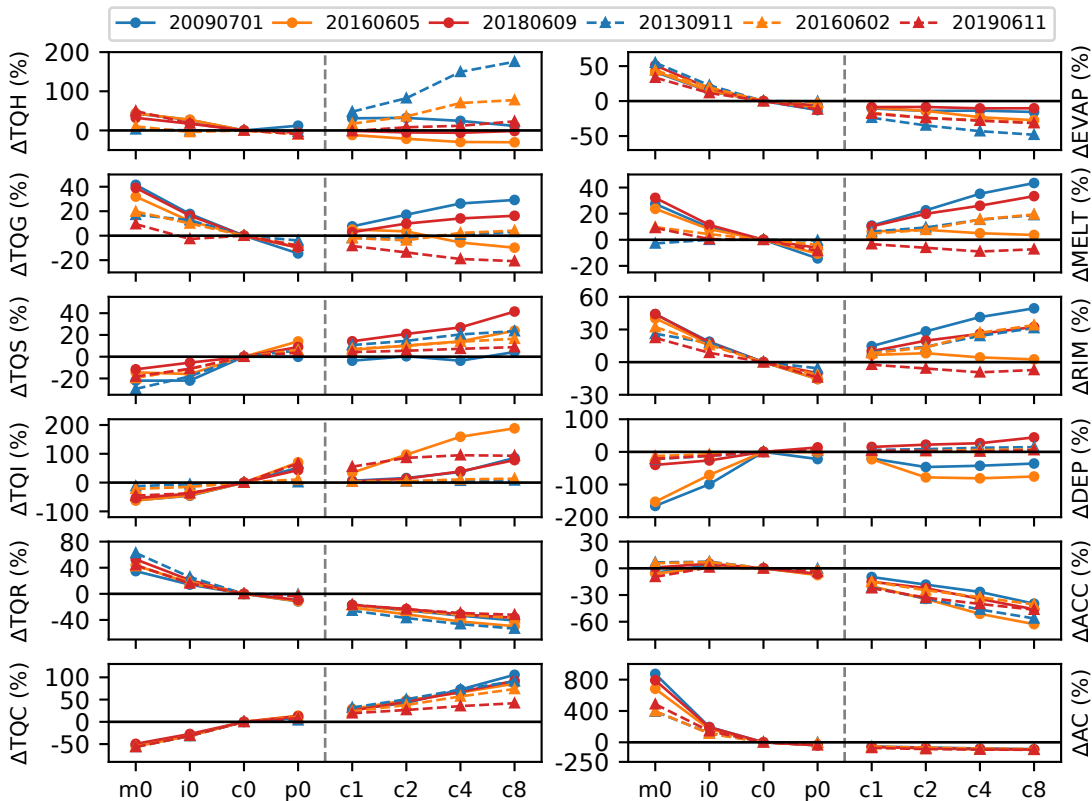 20090701 20160605 20180609 20130911 20160602 20190611
ΔTQH (%) 200 100 0
50 0 -50 ΔEVAP (%)
ΔTQG (%) 40 20 0 -20
40 20 0 -20 ΔMELT (%)
ΔTQS (%) 40 20 0 -20
60 30 0 -30 ΔRIM (%)
ΔTQI (%) 200 100 0 -100
100 0 -100 -200 ΔDEP (%)
ΔTQR (%) 80 40 0 -40
30 0 -30 -60 ΔACC (%)
ΔTQC (%) 100 50 0 -50
800 400 0 -250 ΔAC (%)
m0 i0 c0 p0 c1 c2 c4 c8
m0 i0 c0 p0 c1 c2 c4 c8